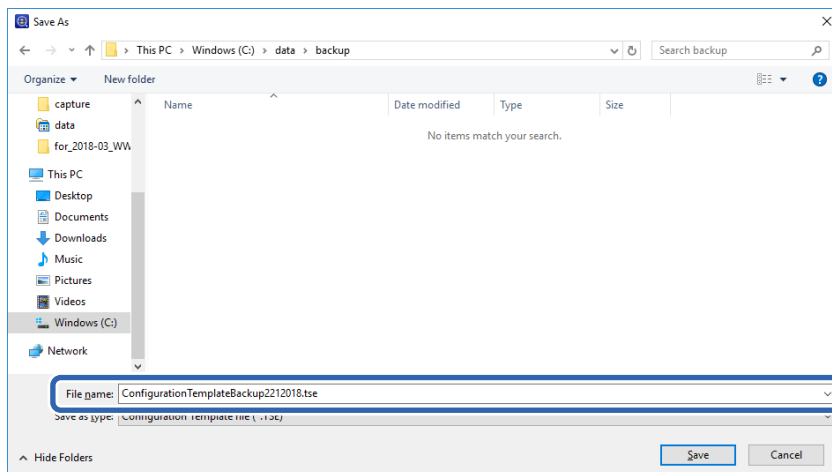 Save As
This PC > Windows (C:) > data > backup
Search backup
Organize
New folder
Name
Date modified
Type
Size
No items match your search.
capture
data
for_2018-03_WW
This PC
Desktop
Documents
Downloads
Music
Pictures
Videos
Windows (C:)
Network
File name: ConfigurationTemplateBackup2212018.tse
Save as type: Configuration Template file (*.TSE)
Hide Folders
Save
Cancel